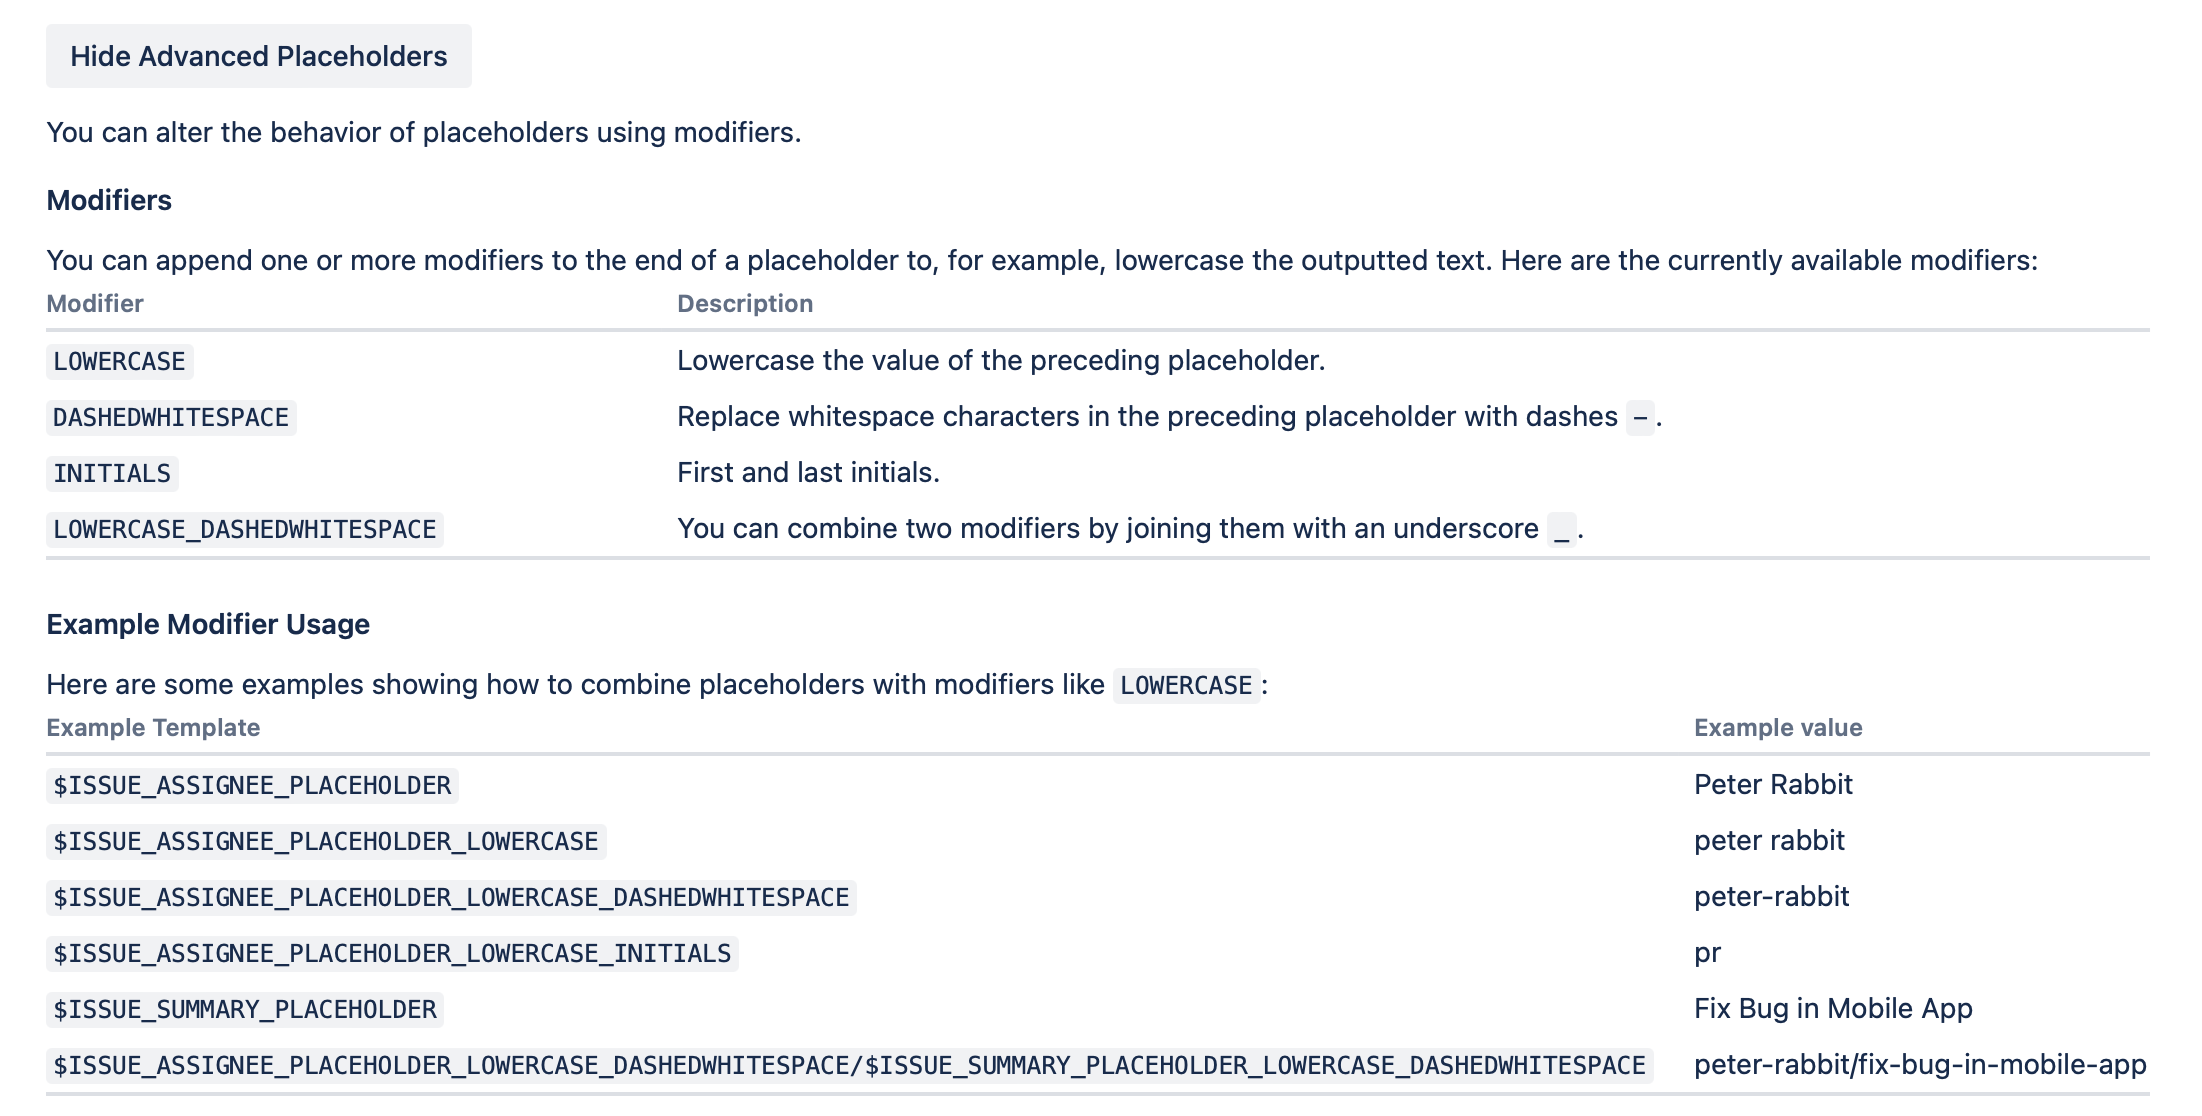 Hide Advanced Placeholders
You can alter the behavior of placeholders using modifiers.
Modifiers
You can append one or more modifiers to the end of a placeholder to, for example, lowercase the outputted text. Here are the currently available modifiers:
Modifier Description
LOWERCASE Lowercase the value of the preceding placeholder.
DASHEDWHITESPACE Replace whitespace characters in the preceding placeholder with dashes -.
INITIALS First and last initials.
LOWERCASE_DASHEDWHITESPACE You can combine two modifiers by joining them with an underscore _.
Example Modifier Usage
Here are some examples showing how to combine placeholders with modifiers like LOWERCASE:
Example Template Example value
$ISSUE_ASSIGNEE_PLACEHOLDER Peter Rabbit
$ISSUE_ASSIGNEE_PLACEHOLDER_LOWERCASE peter rabbit
$ISSUE_ASSIGNEE_PLACEHOLDER_LOWERCASE_DASHEDWHITESPACE peter-rabbit
$ISSUE_ASSIGNEE_PLACEHOLDER_LOWERCASE_INITIALS pr
$ISSUE_SUMMARY_PLACEHOLDER Fix Bug in Mobile App
$ISSUE_ASSIGNEE_PLACEHOLDER_LOWERCASE_DASHEDWHITESPACE/$ISSUE_SUMMARY_PLACEHOLDER_LOWERCASE_DASHEDWHITESPACE peter-rabbit/fix-bug-in-mobile-app